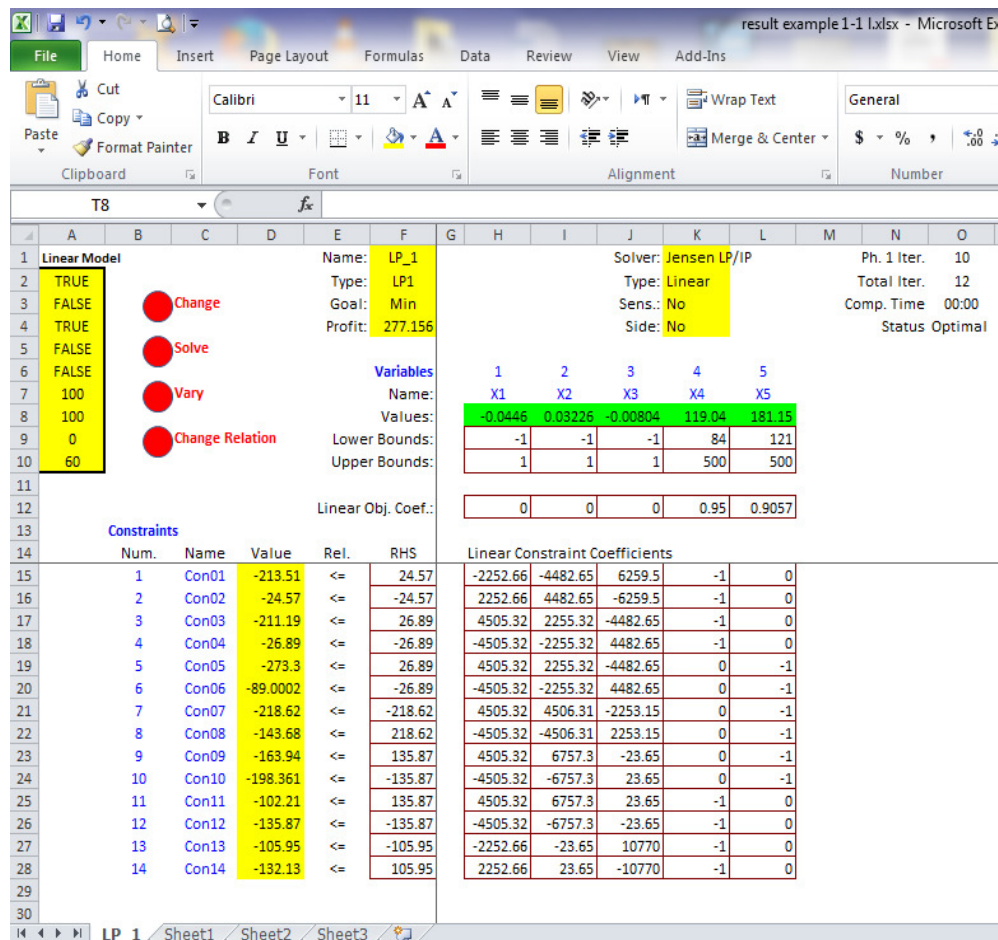 result example 1-1 I.xlsx - Microsoft Ex
File Home Insert Page Layout Formulas Data Review View Add-Ins
Paste
Cut
Copy
Format Painter
Clipboard
Calibri 11 A A
B I U A
Font
Wrap Text
Merge & Center
Alignment
General
$ % , .00
Number
T8 fx
A B C D E F G H I J K L M N O
1 Linear Model Name: LP_1 Solver: Jensen LP/IP Ph. 1 Iter. 10
2 TRUE Type: LP1 Type: Linear Total Iter. 12
3 FALSE Change Goal: Min Sens.: No Comp. Time 00:00
4 TRUE Profit: 277.156 Side: No Status Optimal
5 FALSE Solve
6 FALSE Variables 1 2 3 4 5
7 100 Vary Name: X1 X2 X3 X4 X5
8 100 Values: -0.0446 0.03226 -0.00804 119.04 181.15
9 0 Change Relation Lower Bounds: -1 -1 -1 84 121
10 60 Upper Bounds: 1 1 1 500 500
11
12 Linear Obj. Coef.: 0 0 0 0.95 0.9057
13 Constraints
14 Num. Name Value Rel. RHS Linear Constraint Coefficients
15 1 Con01 -213.51 <= 24.57 -2252.66 -4482.65 6259.5 -1 0
16 2 Con02 -24.57 <= -24.57 2252.66 4482.65 -6259.5 -1 0
17 3 Con03 -211.19 <= 26.89 4505.32 2255.32 -4482.65 -1 0
18 4 Con04 -26.89 <= -26.89 -4505.32 -2255.32 4482.65 -1 0
19 5 Con05 -273.3 <= 26.89 4505.32 2255.32 -4482.65 0 -1
20 6 Con06 -89.0002 <= -26.89 -4505.32 -2255.32 4482.65 0 -1
21 7 Con07 -218.62 <= -218.62 4505.32 4506.31 -2253.15 0 -1
22 8 Con08 -143.68 <= 218.62 -4505.32 -4506.31 2253.15 0 -1
23 9 Con09 -163.94 <= 135.87 4505.32 6757.3 -23.65 0 -1
24 10 Con10 -198.361 <= -135.87 -4505.32 -6757.3 23.65 0 -1
25 11 Con11 -102.21 <= 135.87 4505.32 6757.3 23.65 -1 0
26 12 Con12 -135.87 <= -135.87 -4505.32 -6757.3 -23.65 -1 0
27 13 Con13 -105.95 <= -105.95 -2252.66 -23.65 10770 -1 0
28 14 Con14 -132.13 <= 105.95 2252.66 23.65 -10770 -1 0
29
30
LP_1 Sheet1 Sheet2 Sheet3